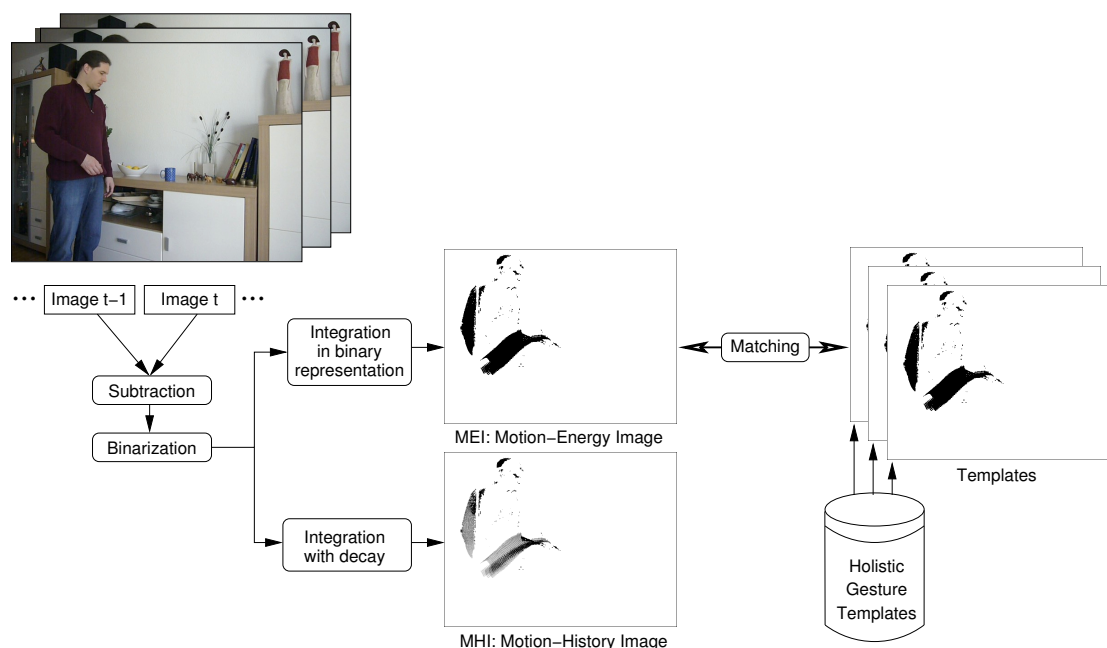 ... Image t−1 Image t ...
Subtraction
Binarization
Integration
in binary
representation
MEI: Motion−Energy Image
Integration
with decay
MHI: Motion−History Image
Matching
Templates
Holistic
Gesture
Templates